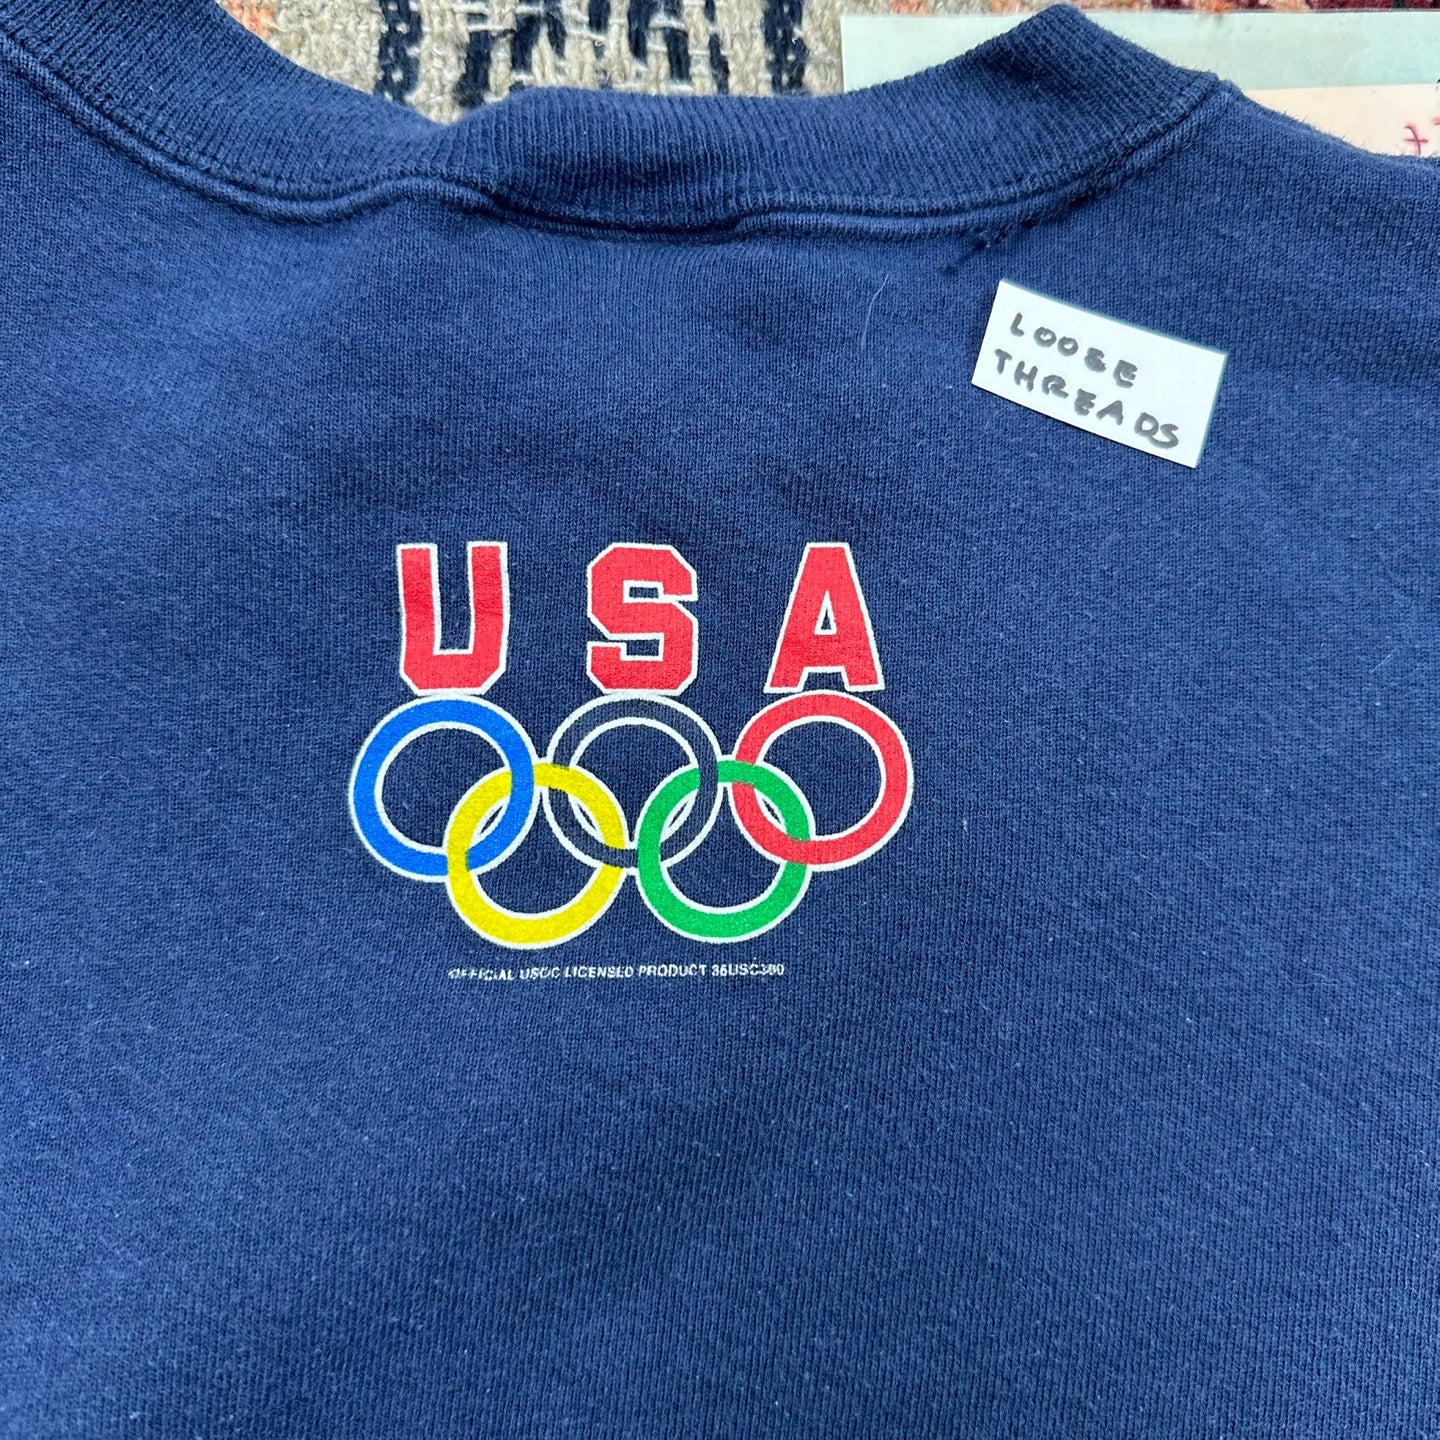 LOOSE
THREADS
USA
OFFICIAL USOC LICENSED PRODUCT 36USC380